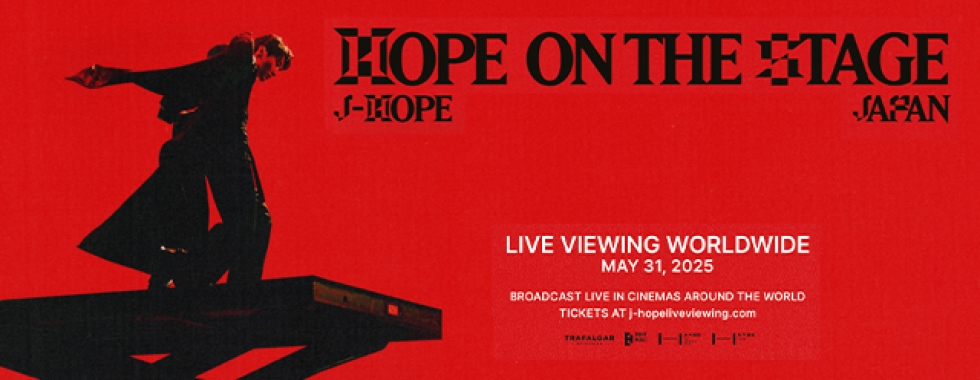 HOPE ON THE STAGE
J-HOPE JAPAN
LIVE VIEWING WORLDWIDE
MAY 31, 2025
BROADCAST LIVE IN CINEMAS AROUND THE WORLD
TICKETS AT j-hopeliveviewing.com
TRAFALGAR